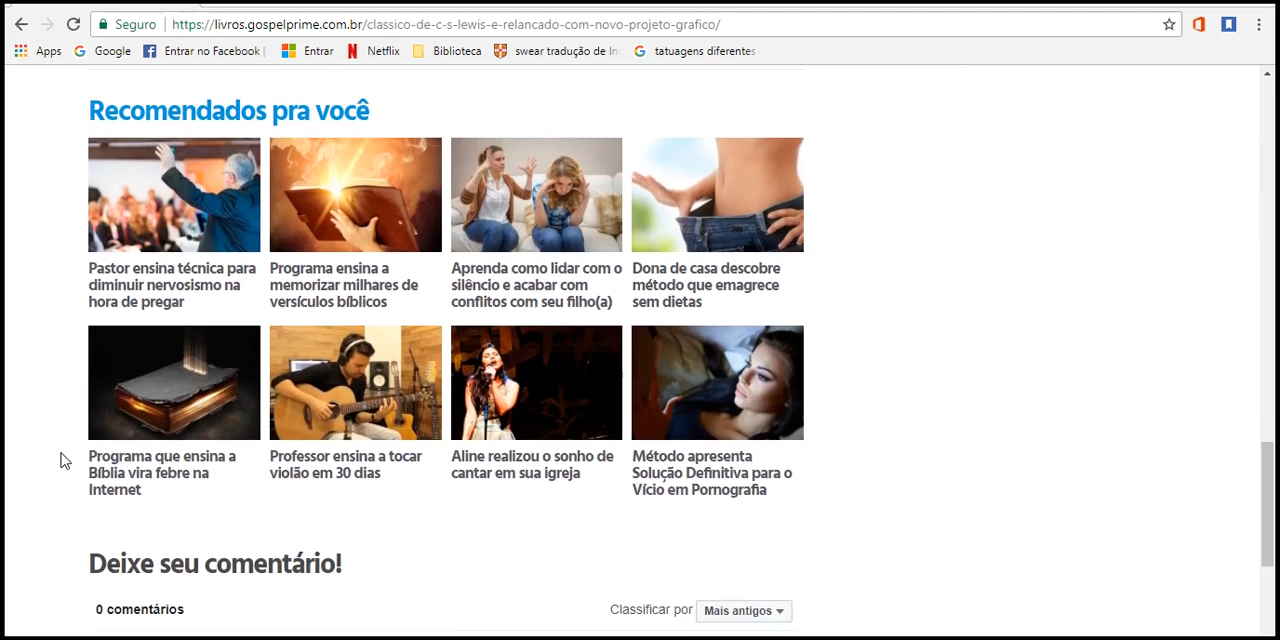 Seguro https://livros.gospelprime.com.br/classico-de-c-s-lewis-e-relancado-com-novo-projeto-grafico/
Apps Google Entrar no Facebook Entrar Netflix Biblioteca swear tradução de tatuagens diferentes
Recomendados pra você
Pastor ensina técnica para
diminuir nervosismo na
hora de pregar
Programa ensina a
memorizar milhares de
versículos bíblicos
Aprenda como lidar com o
silêncio e acabar com
conflitos com seu filho(a)
Dona de casa descobre
método que emagrece
sem dietas
Programa que ensina a
Bíblia vira febre na
Internet
Professor ensina a tocar
violão em 30 dias
Aline realizou o sonho de
cantar em sua igreja
Método apresenta
Solução Definitiva para o
Vício em Pornografia
Deixe seu comentário!
0 comentários
Classificar por Mais antigos